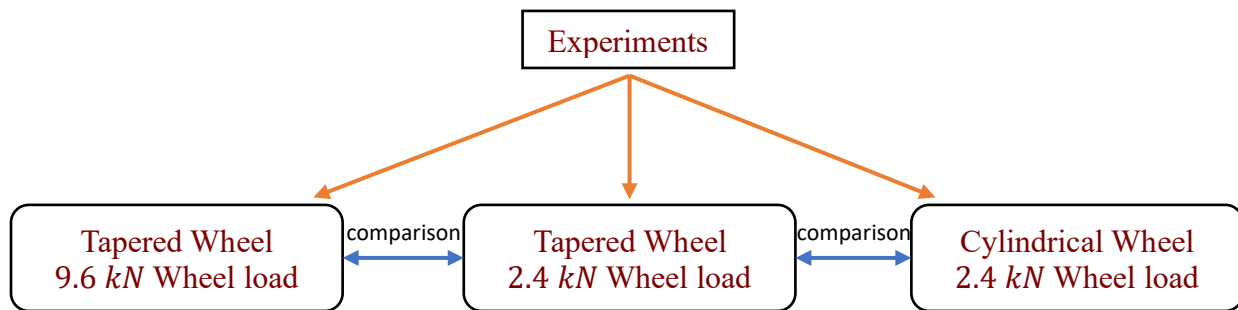 Experiments
Tapered Wheel
9.6 kN Wheel load
comparison
Tapered Wheel
2.4 kN Wheel load
comparison
Cylindrical Wheel
2.4 kN Wheel load